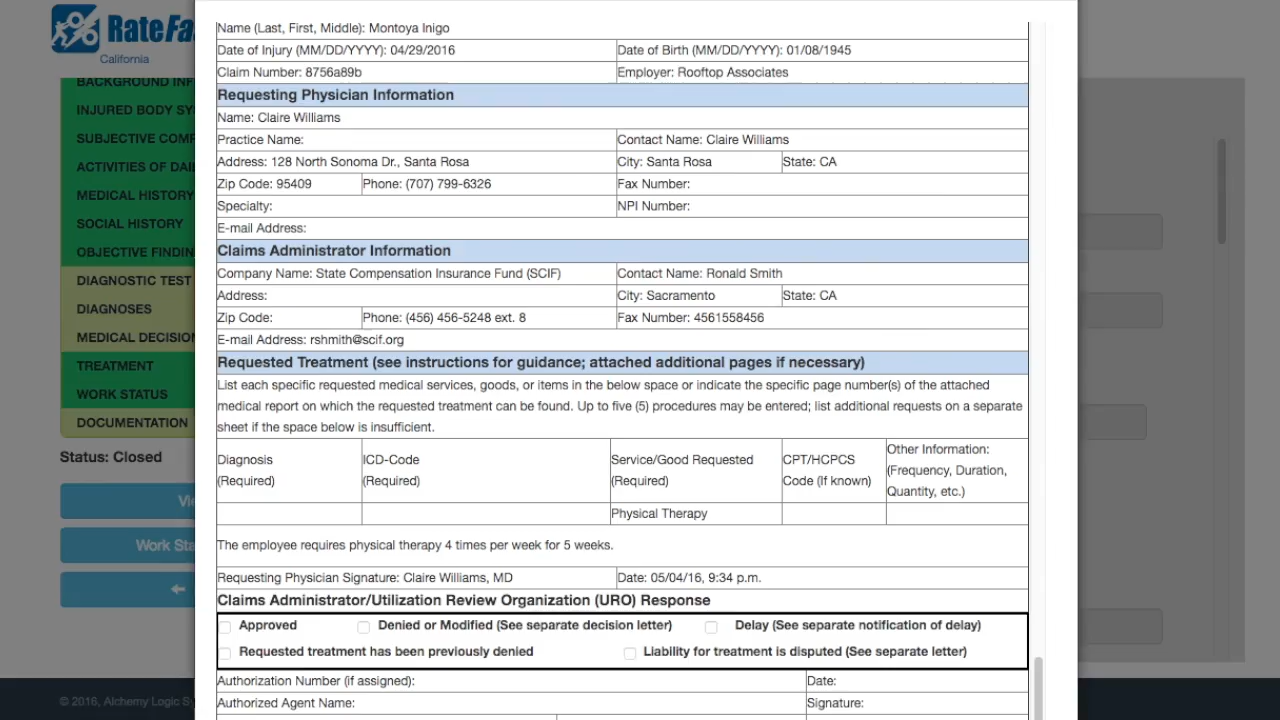 RateFa
California
BACKGROUND INF
INJURED BODY SY
SUBJECTIVE COMP
ACTIVITIES OF DAI
MEDICAL HISTORY
SOCIAL HISTORY
OBJECTIVE FINDIN
DIAGNOSTIC TEST
DIAGNOSES
MEDICAL DECISIO
TREATMENT
WORK STATUS
DOCUMENTATION
Status: Closed
Vie
Work Sta
© 2016, Alchemy Logic Sy
Name (Last, First, Middle): Montoya Inigo
Date of Injury (MM/DD/YYYY): 04/29/2016 Date of Birth (MM/DD/YYYY): 01/08/1945
Claim Number: 8756a89b Employer: Rooftop Associates
Requesting Physician Information
Name: Claire Williams
Practice Name: Contact Name: Claire Williams
Address: 128 North Sonoma Dr., Santa Rosa City: Santa Rosa State: CA
Zip Code: 95409 Phone: (707) 799-6326 Fax Number:
Specialty: NPI Number:
E-mail Address:
Claims Administrator Information
Company Name: State Compensation Insurance Fund (SCIF) Contact Name: Ronald Smith
Address: City: Sacramento State: CA
Zip Code: Phone: (456) 456-5248 ext. 8 Fax Number: 4561558456
E-mail Address: rshmith@scif.org
Requested Treatment (see instructions for guidance; attached additional pages if necessary)
List each specific requested medical services, goods, or items in the below space or indicate the specific page number(s) of the attached
medical report on which the requested treatment can be found. Up to five (5) procedures may be entered; list additional requests on a separate
sheet if the space below is insufficient.
Diagnosis (Required) ICD-Code (Required) Service/Good Requested (Required) CPT/HCPCS Code (If known) Other Information: (Frequency, Duration, Quantity, etc.)
Physical Therapy
The employee requires physical therapy 4 times per week for 5 weeks.
Requesting Physician Signature: Claire Williams, MD Date: 05/04/16, 9:34 p.m.
Claims Administrator/Utilization Review Organization (URO) Response
Approved Denied or Modified (See separate decision letter) Delay (See separate notification of delay)
Requested treatment has been previously denied Liability for treatment is disputed (See separate letter)
Authorization Number (if assigned): Date:
Authorized Agent Name: Signature: